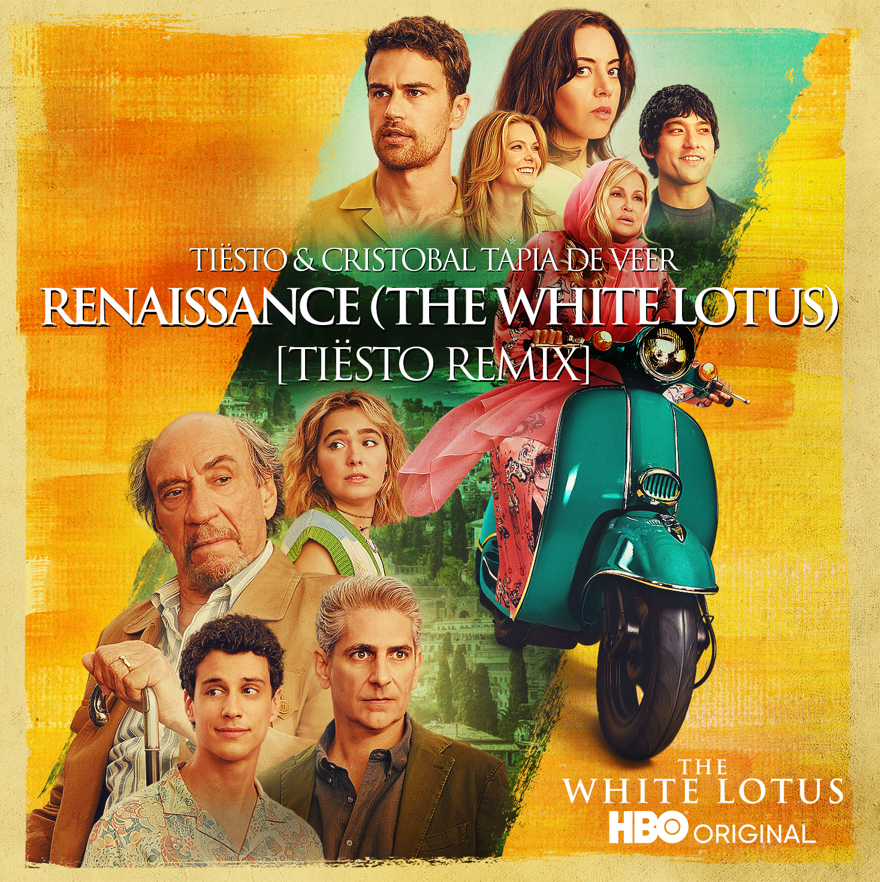 TIËSTO & CRISTOBAL TAPIA DE VEER
RENAISSANCE (THE WHITE LOTUS)
[TIËSTO REMIX]
THE
WHITE LOTUS
HBO ORIGINAL